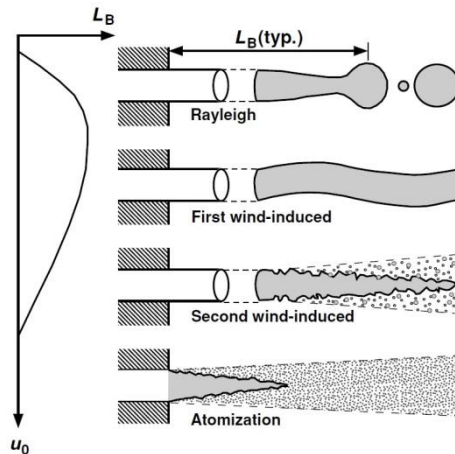 L_B
L_B(typ.)
Rayleigh
First wind-induced
Second wind-induced
Atomization
u_0